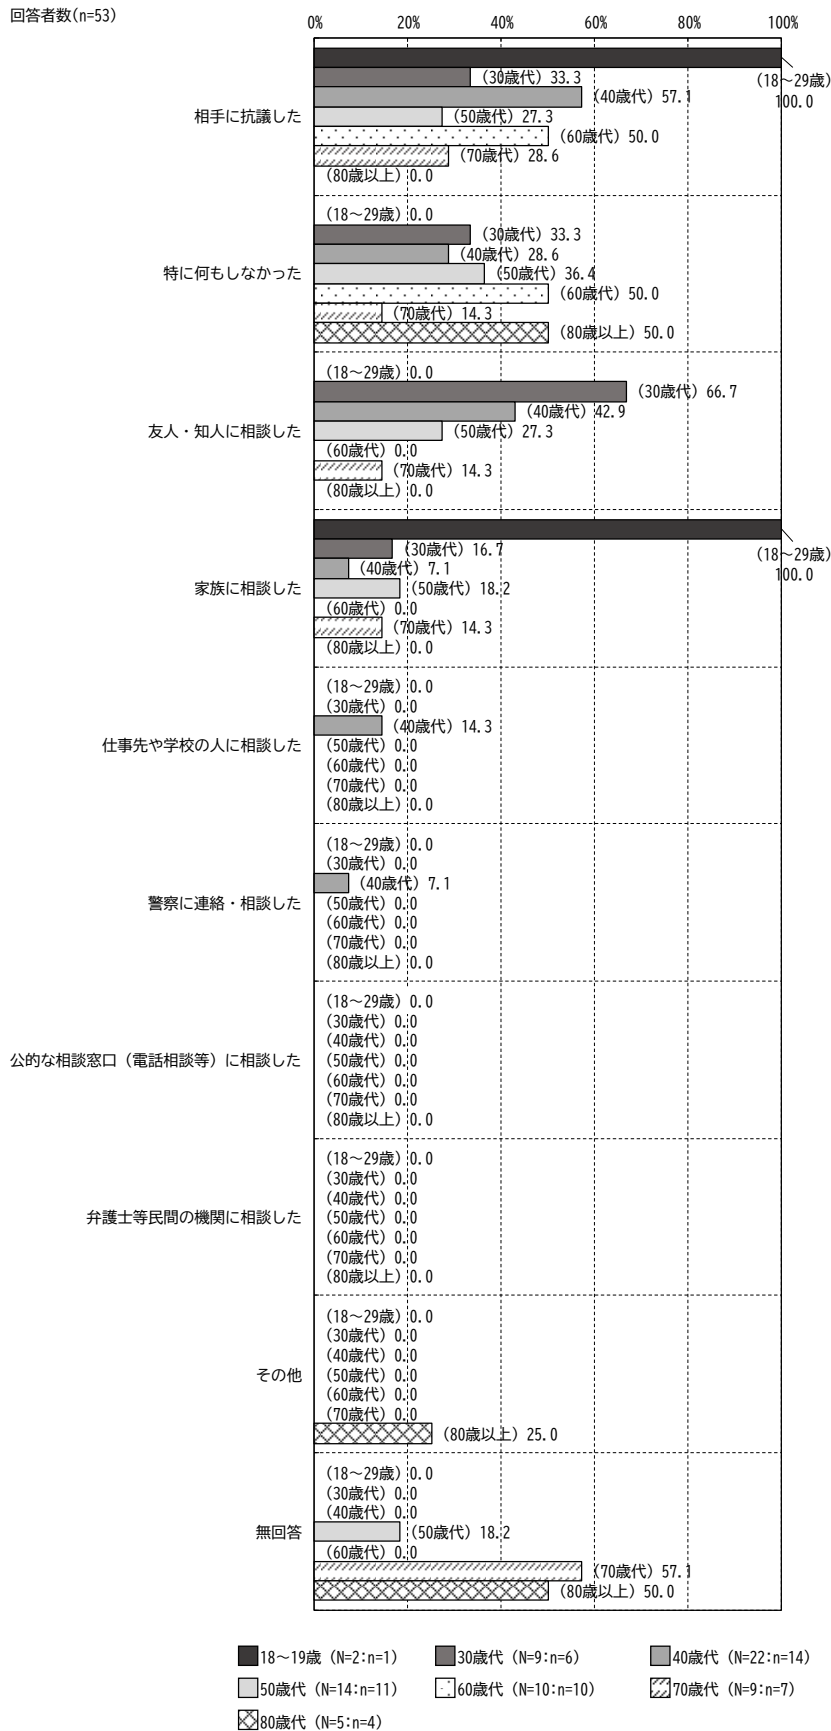 回答者数(n=53)
0% 20% 40% 60% 80% 100%
相手に抗議した
(18～29歳) 100.0
(30歳代) 33.3
(40歳代) 57.1
(50歳代) 27.3
(60歳代) 50.0
(70歳代) 28.6
(80歳以上) 0.0
特に何もしなかった
(18～29歳) 0.0
(30歳代) 33.3
(40歳代) 28.6
(50歳代) 36.4
(60歳代) 50.0
(70歳代) 14.3
(80歳以上) 50.0
友人・知人に相談した
(18～29歳) 0.0
(30歳代) 66.7
(40歳代) 42.9
(50歳代) 27.3
(60歳代) 0.0
(70歳代) 14.3
(80歳以上) 0.0
家族に相談した
(18～29歳) 100.0
(30歳代) 16.7
(40歳代) 7.1
(50歳代) 18.2
(60歳代) 0.0
(70歳代) 14.3
(80歳以上) 0.0
仕事先や学校の人に相談した
(18～29歳) 0.0
(30歳代) 0.0
(40歳代) 14.3
(50歳代) 0.0
(60歳代) 0.0
(70歳代) 0.0
(80歳以上) 0.0
警察に連絡・相談した
(18～29歳) 0.0
(30歳代) 0.0
(40歳代) 7.1
(50歳代) 0.0
(60歳代) 0.0
(70歳代) 0.0
(80歳以上) 0.0
公的な相談窓口（電話相談等）に相談した
(18～29歳) 0.0
(30歳代) 0.0
(40歳代) 0.0
(50歳代) 0.0
(60歳代) 0.0
(70歳代) 0.0
(80歳以上) 0.0
弁護士等民間の機関に相談した
(18～29歳) 0.0
(30歳代) 0.0
(40歳代) 0.0
(50歳代) 0.0
(60歳代) 0.0
(70歳代) 0.0
(80歳以上) 0.0
その他
(18～29歳) 0.0
(30歳代) 0.0
(40歳代) 0.0
(50歳代) 0.0
(60歳代) 0.0
(70歳代) 0.0
(80歳以上) 25.0
無回答
(18～29歳) 0.0
(30歳代) 0.0
(40歳代) 0.0
(50歳代) 18.2
(60歳代) 0.0
(70歳代) 57.1
(80歳以上) 50.0
18～19歳 (N=2:n=1) 30歳代 (N=9:n=6) 40歳代 (N=22:n=14)
50歳代 (N=14:n=11) 60歳代 (N=10:n=10) 70歳代 (N=9:n=7)
80歳代 (N=5:n=4)